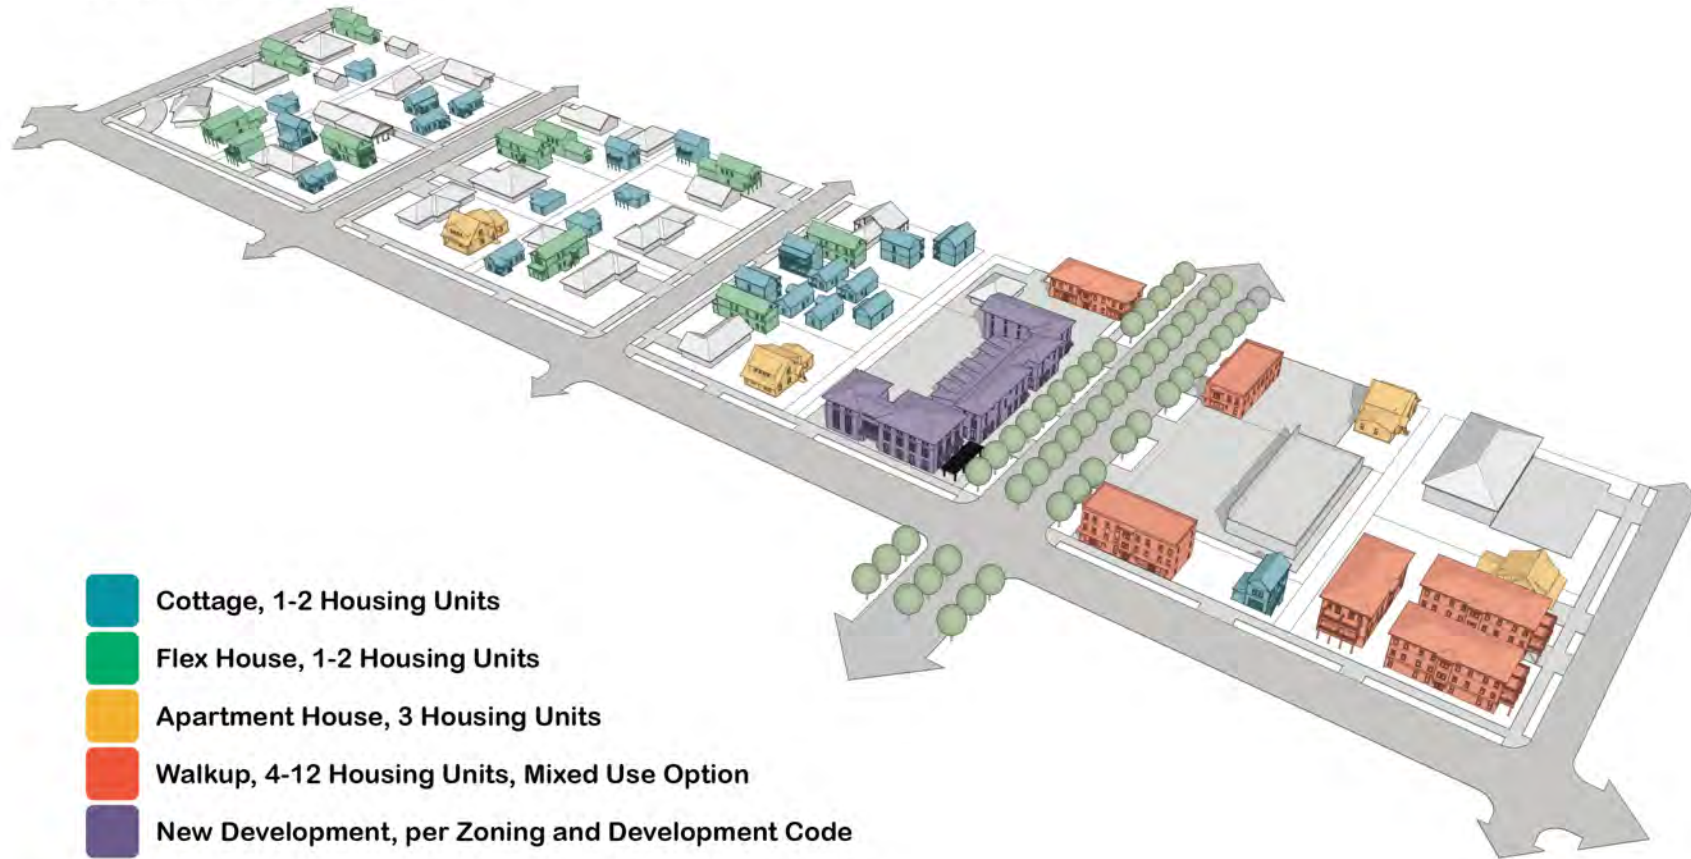 Cottage, 1-2 Housing Units
Flex House, 1-2 Housing Units
Apartment House, 3 Housing Units
Walkup, 4-12 Housing Units, Mixed Use Option
New Development, per Zoning and Development Code